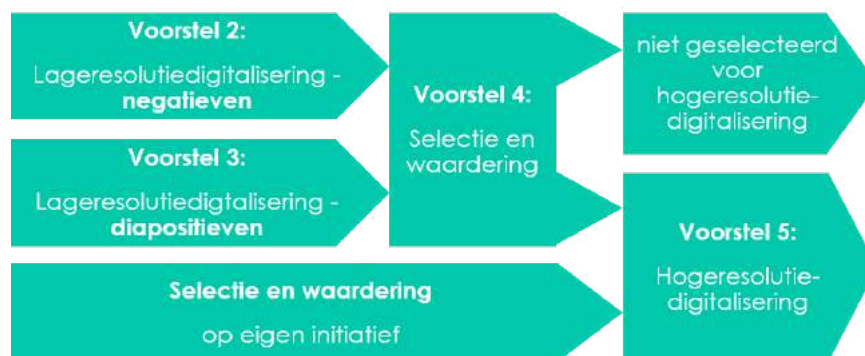 Voorstel 2:
Lageresolutiedigitalisering -
negatieven
Voorstel 3:
Lageresolutiedigtalisering -
diapositieven
Selectie en waardering
op eigen initiatief
Voorstel 4:
Selectie en
waardering
niet geselecteerd
voor
hogeresolutie-
digitalisering
Voorstel 5:
Hogeresolutie-
digitalisering